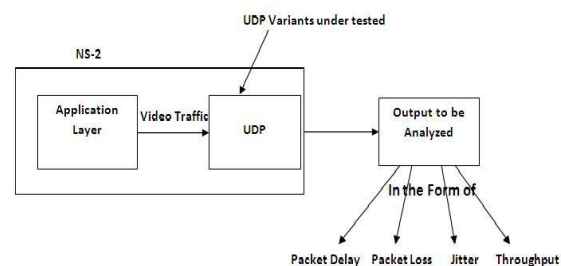 UDP Variants under tested
NS-2
Application
Layer
Video Traffic
UDP
Output to be
Analyzed
In the Form of
Packet Delay Packet Loss Jitter Throughput